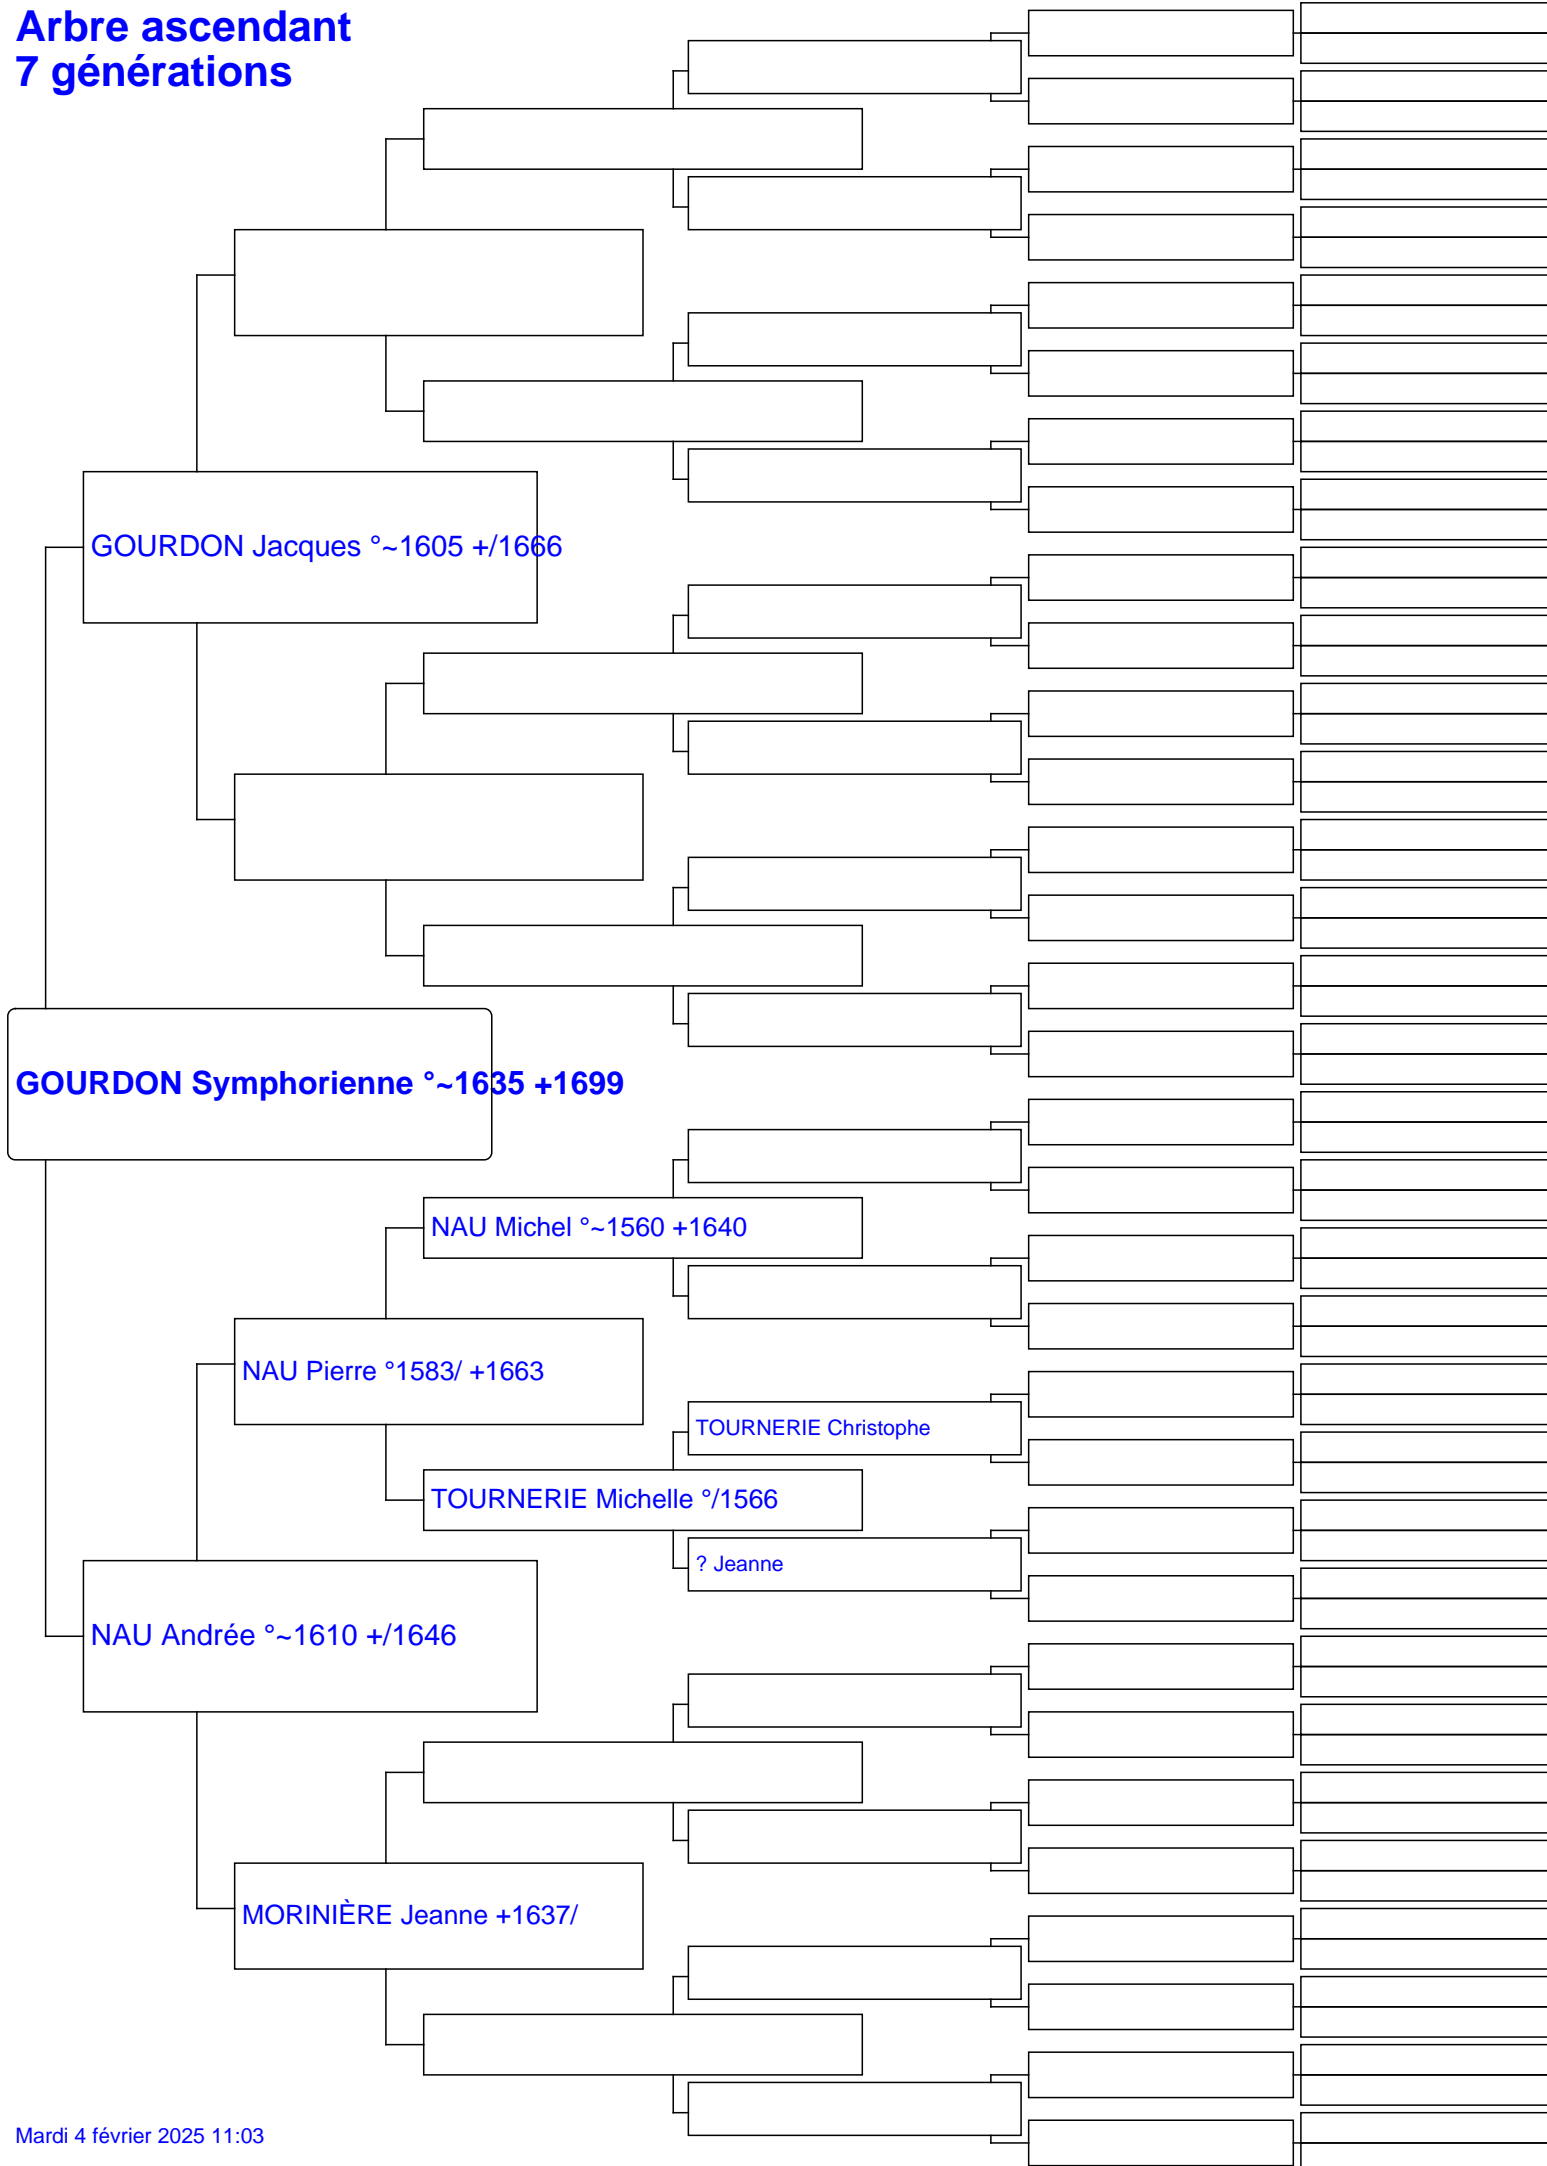 Arbre ascendant
7 générations
GOURDON Jacques °~1605 +/1666
GOURDON Symphorienne °~1635 +1699
NAU Michel °~1560 +1640
NAU Pierre °1583/ +1663
TOURNERIE Christophe
TOURNERIE Michelle °/1566
? Jeanne
NAU Andrée °~1610 +/1646
MORINIÈRE Jeanne +1637/
Mardi 4 février 2025 11:03